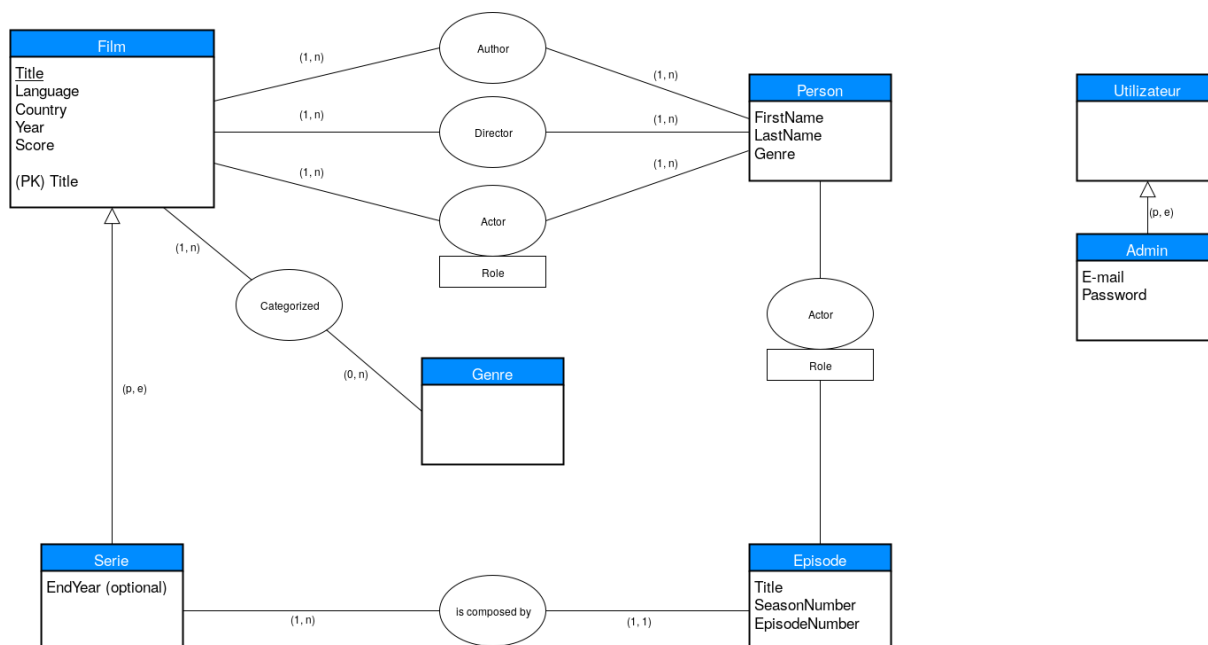 Film
Title
Language
Country
Year
Score
(PK) Title
(1, n)
Author
(1, n)
(1, n)
Director
(1, n)
(1, n)
Actor
Role
(1, n)
Person
FirstName
LastName
Genre
Utilizateur
(p, e)
Admin
E-mail
Password
(1, n)
Categorized
(0, n)
Genre
Actor
Role
(p, e)
Serie
EndYear (optional)
(1, n)
is composed by
(1, 1)
Episode
Title
SeasonNumber
EpisodeNumber